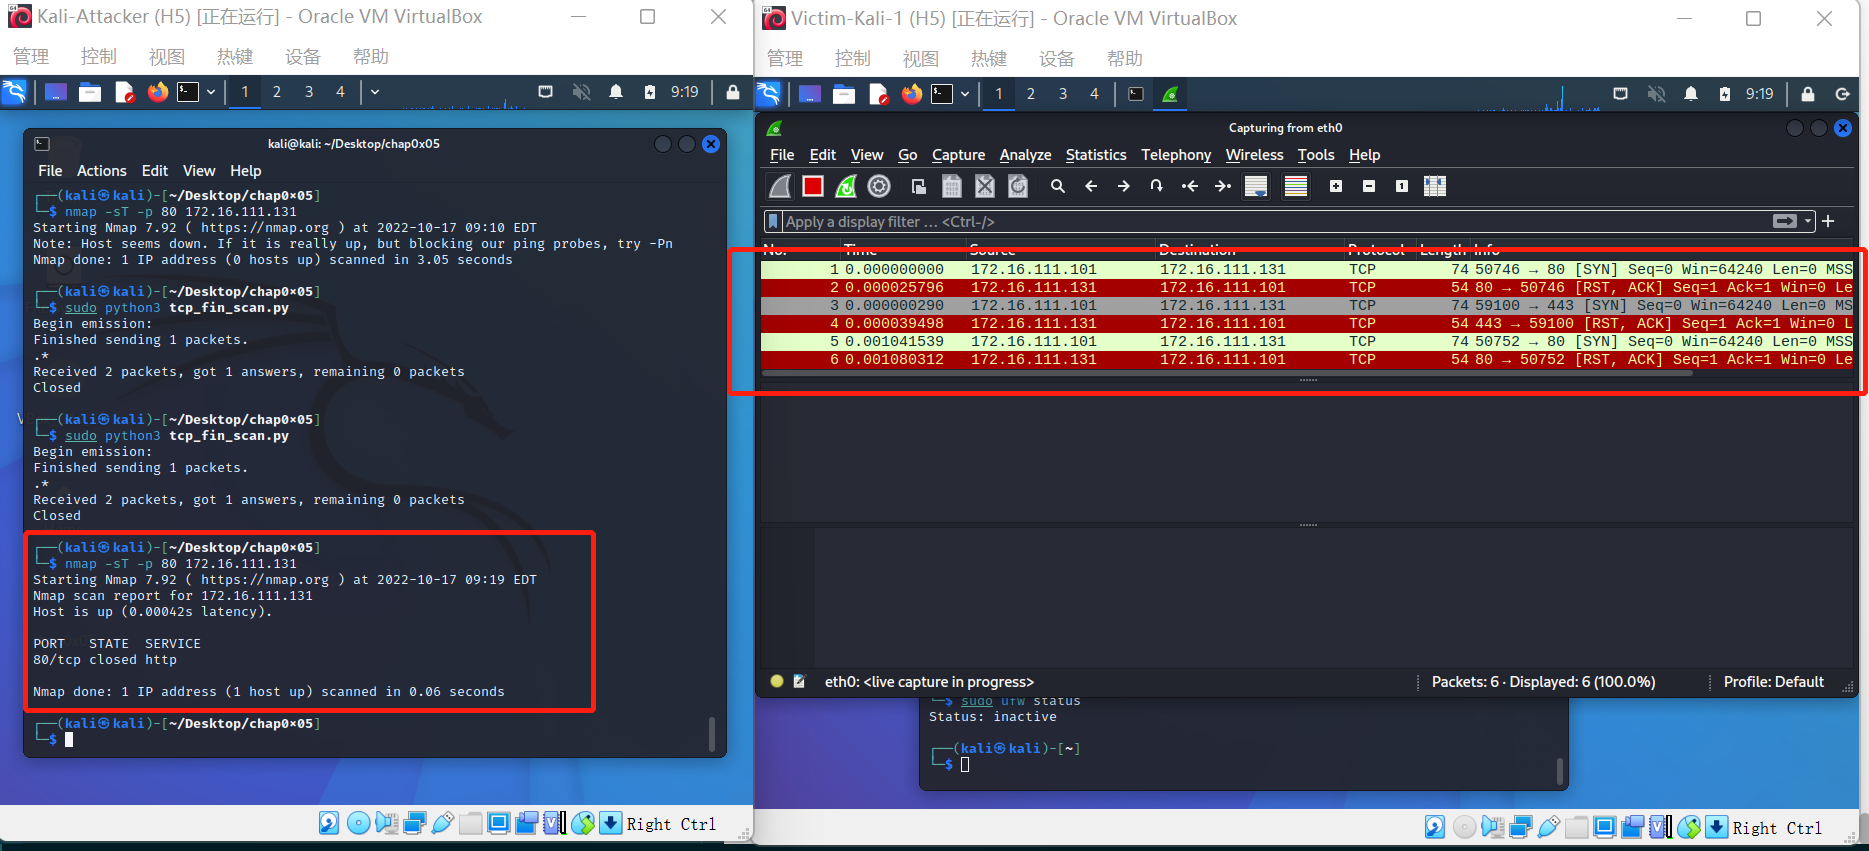 Kali-Attacker (H5) [正在运行] - Oracle VM VirtualBox
管理 控制 视图 热键 设备 帮助
1 2 3 4 9:19
kali@kali: ~/Desktop/chap0x05
File Actions Edit View Help
┌──(kali㉿kali)-[~/Desktop/chap0×05]
└─$ nmap -sT -p 80 172.16.111.131
Starting Nmap 7.92 ( https://nmap.org ) at 2022-10-17 09:10 EDT
Note: Host seems down. If it is really up, but blocking our ping probes, try -Pn
Nmap done: 1 IP address (0 hosts up) scanned in 3.05 seconds
┌──(kali㉿kali)-[~/Desktop/chap0×05]
└─$ sudo python3 tcp_fin_scan.py
Begin emission:
Finished sending 1 packets.
.*
Received 2 packets, got 1 answers, remaining 0 packets
Closed
┌──(kali㉿kali)-[~/Desktop/chap0×05]
└─$ sudo python3 tcp_fin_scan.py
Begin emission:
Finished sending 1 packets.
.*
Received 2 packets, got 1 answers, remaining 0 packets
Closed
┌──(kali㉿kali)-[~/Desktop/chap0×05]
└─$ nmap -sT -p 80 172.16.111.131
Starting Nmap 7.92 ( https://nmap.org ) at 2022-10-17 09:19 EDT
Nmap scan report for 172.16.111.131
Host is up (0.00042s latency).
PORT STATE SERVICE
80/tcp closed http
Nmap done: 1 IP address (1 host up) scanned in 0.06 seconds
┌──(kali㉿kali)-[~/Desktop/chap0×05]
└─$
Right Ctrl
Victim-Kali-1 (H5) [正在运行] - Oracle VM VirtualBox
管理 控制 视图 热键 设备 帮助
1 2 3 4 9:19
Capturing from eth0
File Edit View Go Capture Analyze Statistics Telephony Wireless Tools Help
Apply a display filter … <Ctrl-/>
No. Time Source Destination Protocol Length Info
1 0.000000000 172.16.111.101 172.16.111.131 TCP 74 50746 → 80 [SYN] Seq=0 Win=64240 Len=0 MSS
2 0.000025796 172.16.111.131 172.16.111.101 TCP 54 80 → 50746 [RST, ACK] Seq=1 Ack=1 Win=0 Le
3 0.000000290 172.16.111.101 172.16.111.131 TCP 74 59100 → 443 [SYN] Seq=0 Win=64240 Len=0 MS
4 0.000039498 172.16.111.131 172.16.111.101 TCP 54 443 → 59100 [RST, ACK] Seq=1 Ack=1 Win=0 L
5 0.001041539 172.16.111.101 172.16.111.131 TCP 74 50752 → 80 [SYN] Seq=0 Win=64240 Len=0 MSS
6 0.001080312 172.16.111.131 172.16.111.101 TCP 54 80 → 50752 [RST, ACK] Seq=1 Ack=1 Win=0 Le
eth0: <live capture in progress> Packets: 6 · Displayed: 6 (100.0%) Profile: Default
└─$ sudo ufw status
Status: inactive
┌──(kali㉿kali)-[~]
└─$
Right Ctrl